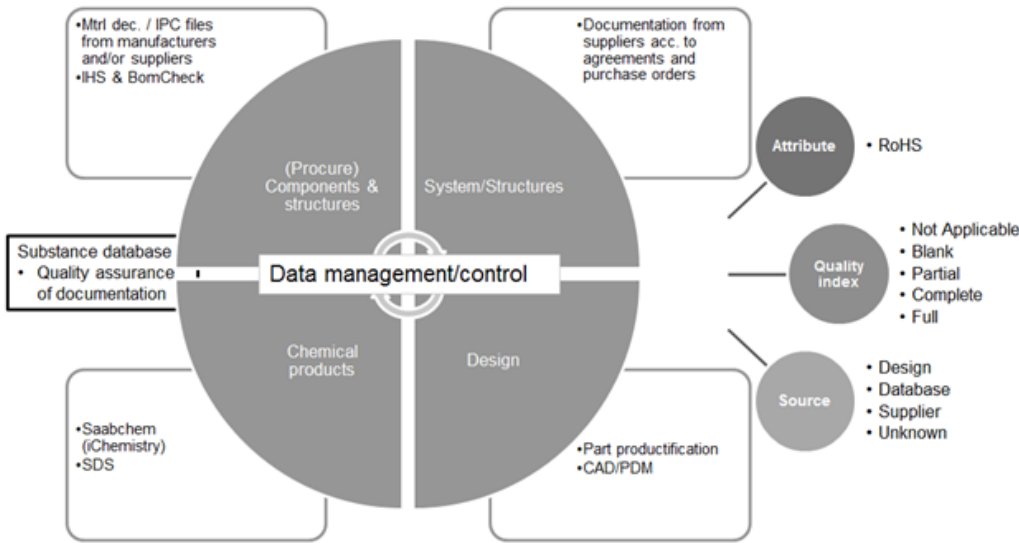 •Mtrl dec. / IPC files
from manufacturers
and/or suppliers
•IHS & BomCheck
•Documentation from
suppliers acc. to
agreements and
purchase orders
(Procure)
Components &
structures
System/Structures
Attribute
• RoHS
Substance database
• Quality assurance
of documentation
Data management/control
Quality
index
• Not Applicable
• Blank
• Partial
• Complete
• Full
Chemical
products
Design
Source
• Design
• Database
• Supplier
• Unknown
•Saabchem
(iChemistry)
•SDS
•Part productification
•CAD/PDM